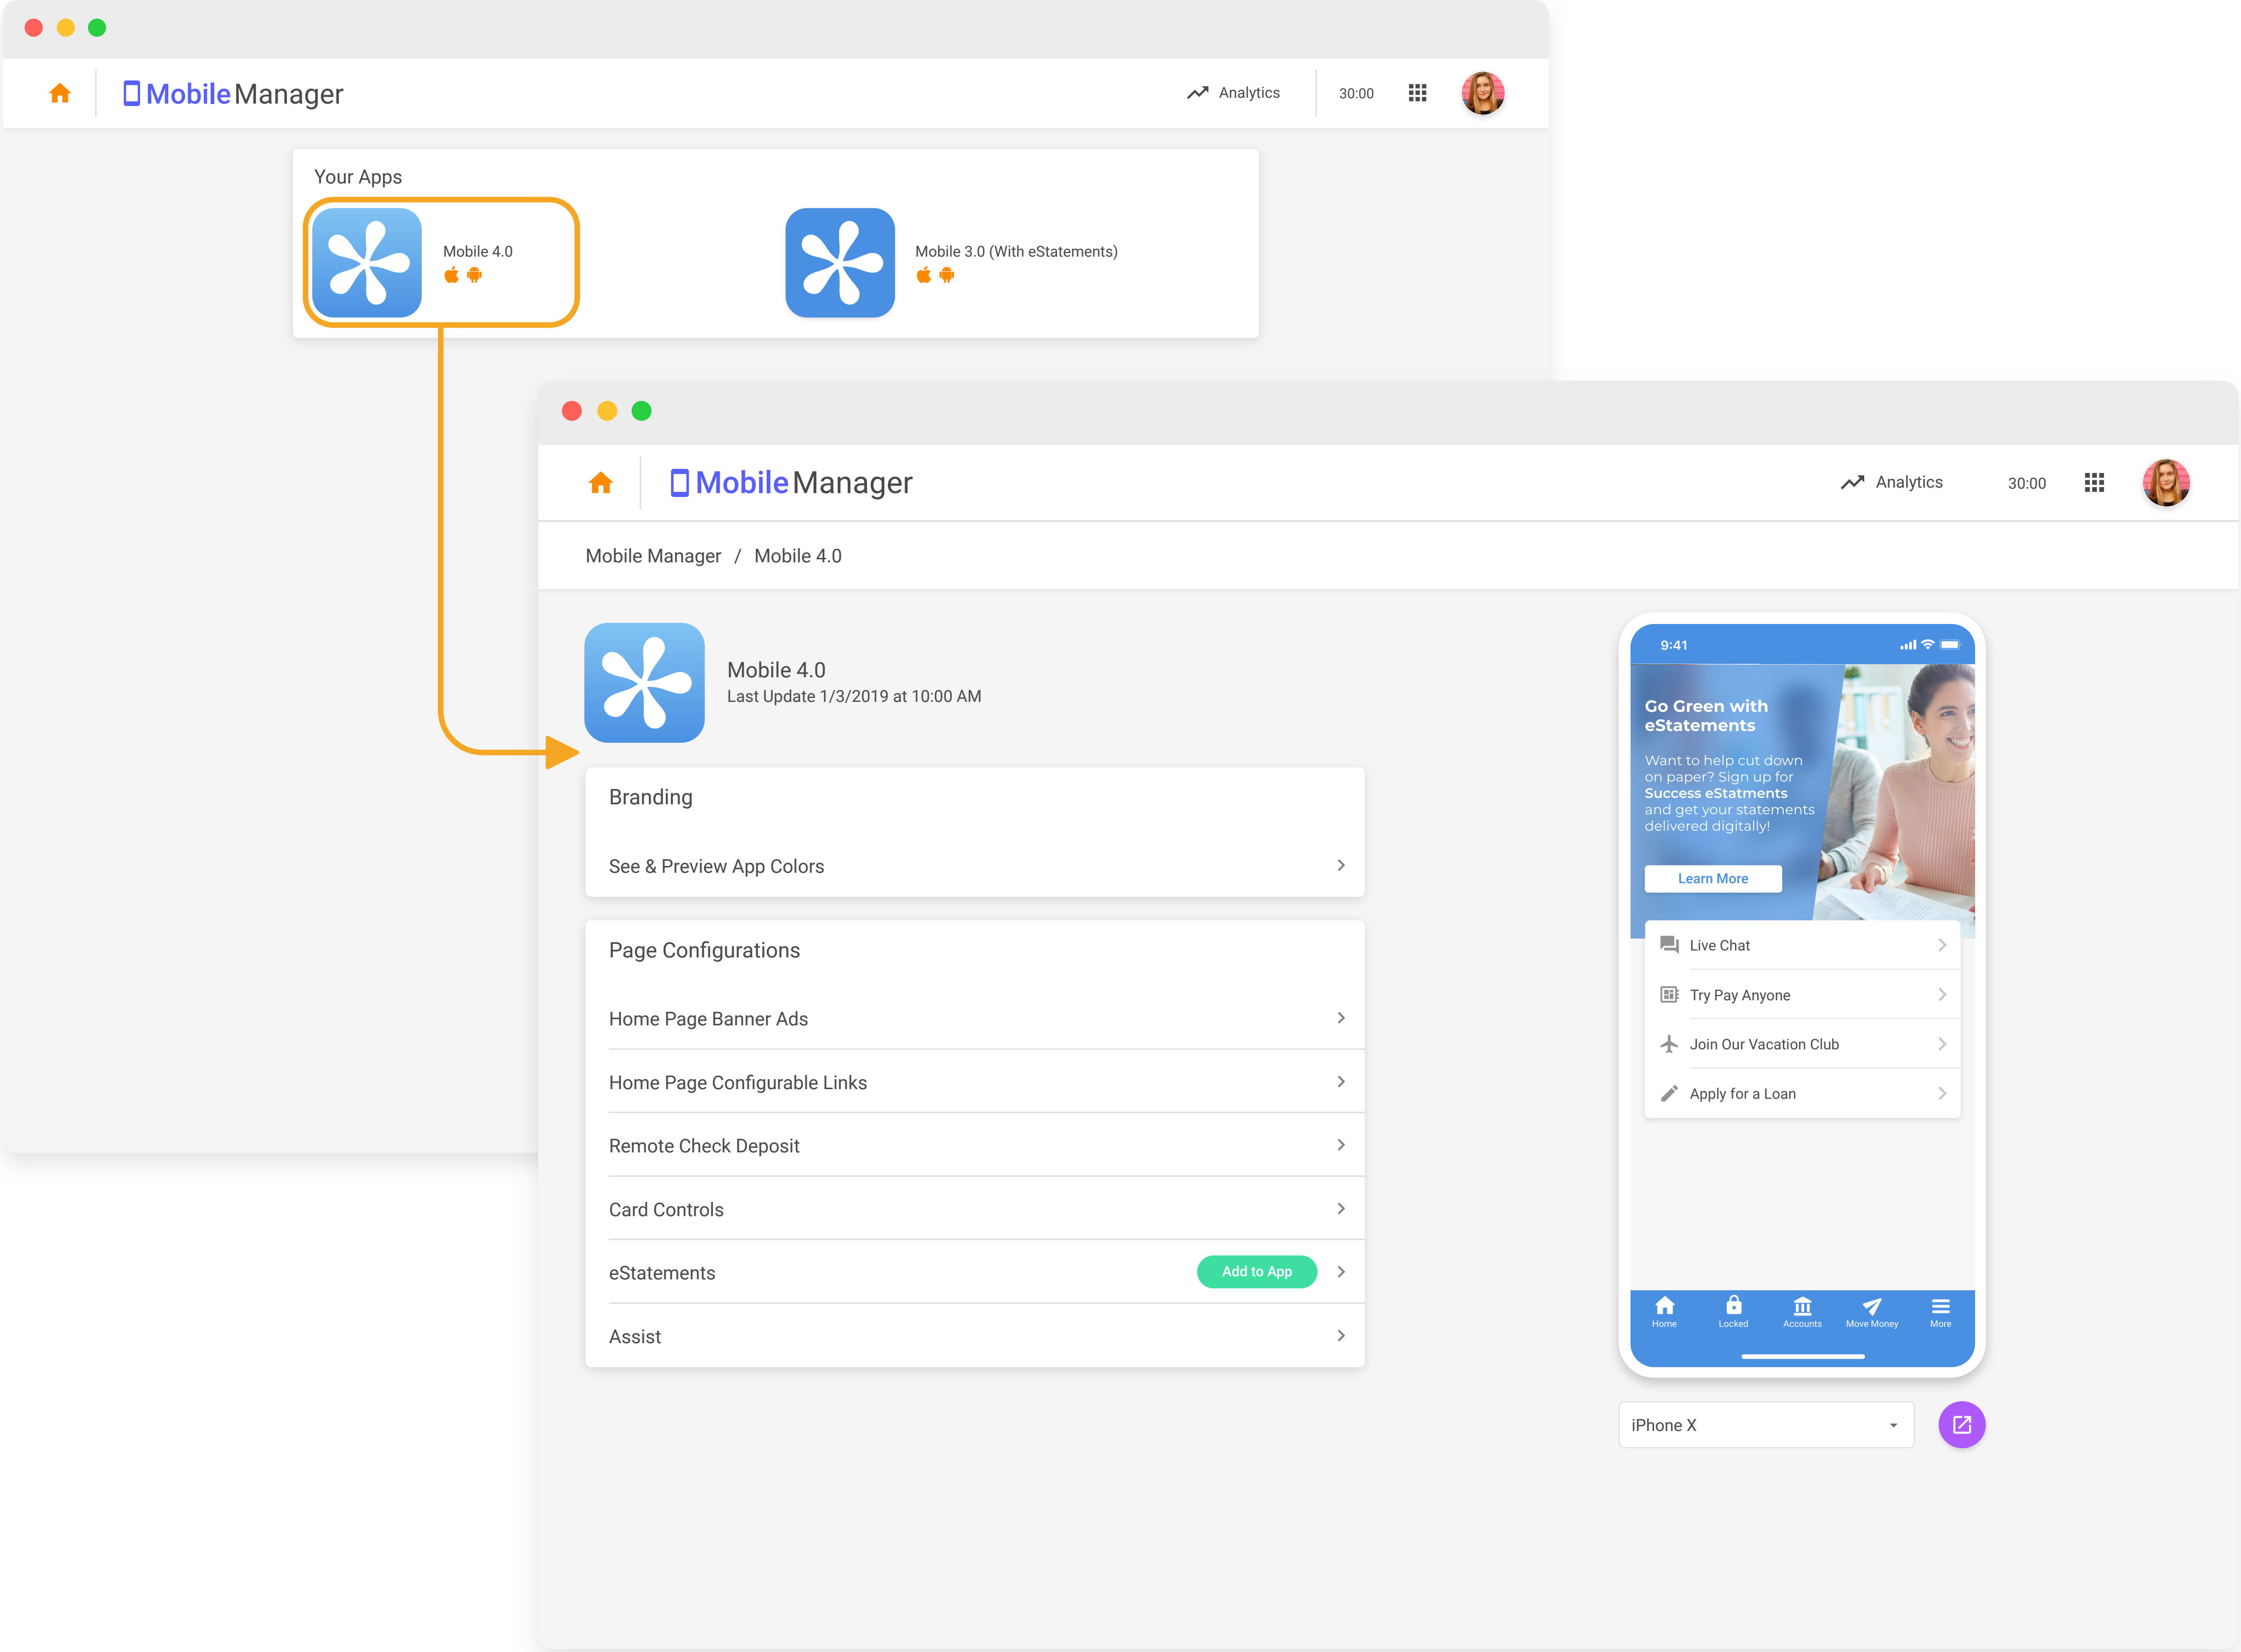 MobileManager
Analytics
30:00
Your Apps
Mobile 4.0
Mobile 3.0 (With eStatements)
MobileManager
Analytics
30:00
Mobile Manager / Mobile 4.0
Mobile 4.0
Last Update 1/3/2019 at 10:00 AM
Branding
See & Preview App Colors
Page Configurations
Home Page Banner Ads
Home Page Configurable Links
Remote Check Deposit
Card Controls
eStatements
Add to App
Assist
9:41
Go Green with
eStatements
Want to help cut down
on paper? Sign up for
Success eStatments
and get your statements
delivered digitally!
Learn More
Live Chat
Try Pay Anyone
Join Our Vacation Club
Apply for a Loan
Home
Locked
Accounts
Move Money
More
iPhone X